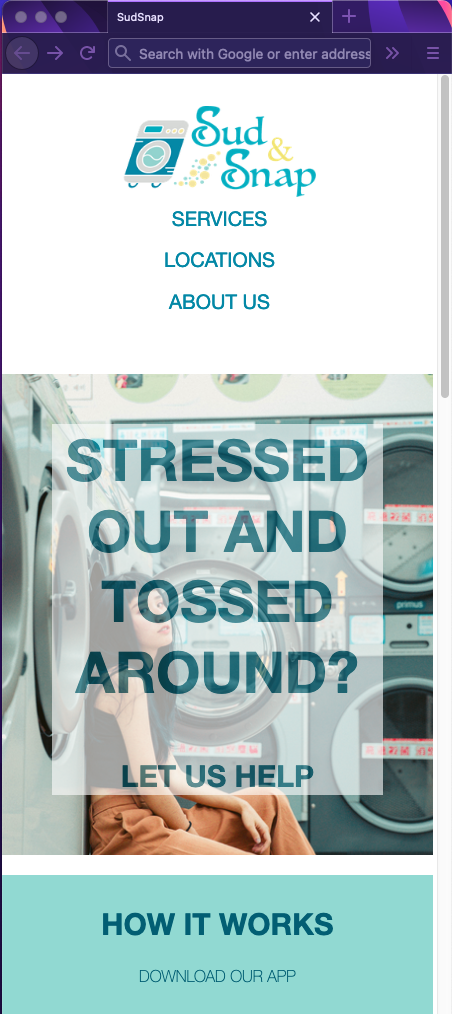 SudSnap
Search with Google or enter address
Sud
&
Snap
SERVICES
LOCATIONS
ABOUT US
STRESSED
OUT AND
TOSSED
AROUND?
primus
LET US HELP
HOW IT WORKS
DOWNLOAD OUR APP